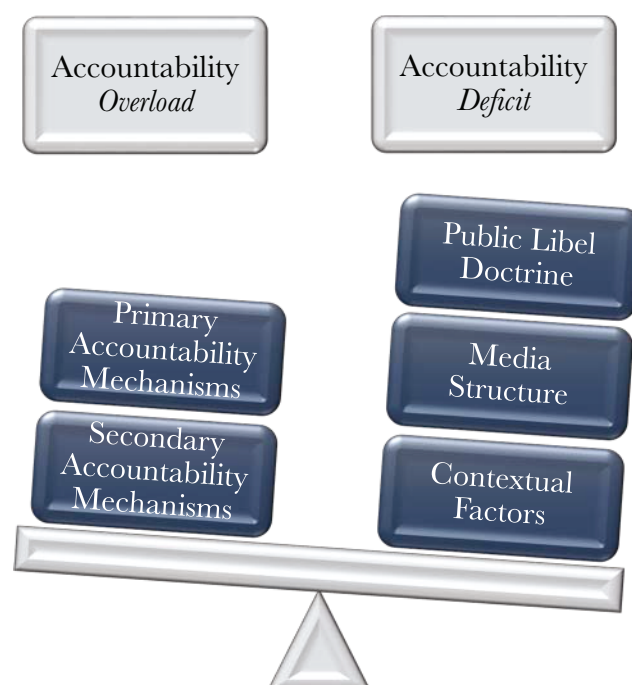 Accountability
Overload
Accountability
Deficit
Public Libel
Doctrine
Primary
Accountability
Mechanisms
Media
Structure
Secondary
Accountability
Mechanisms
Contextual
Factors